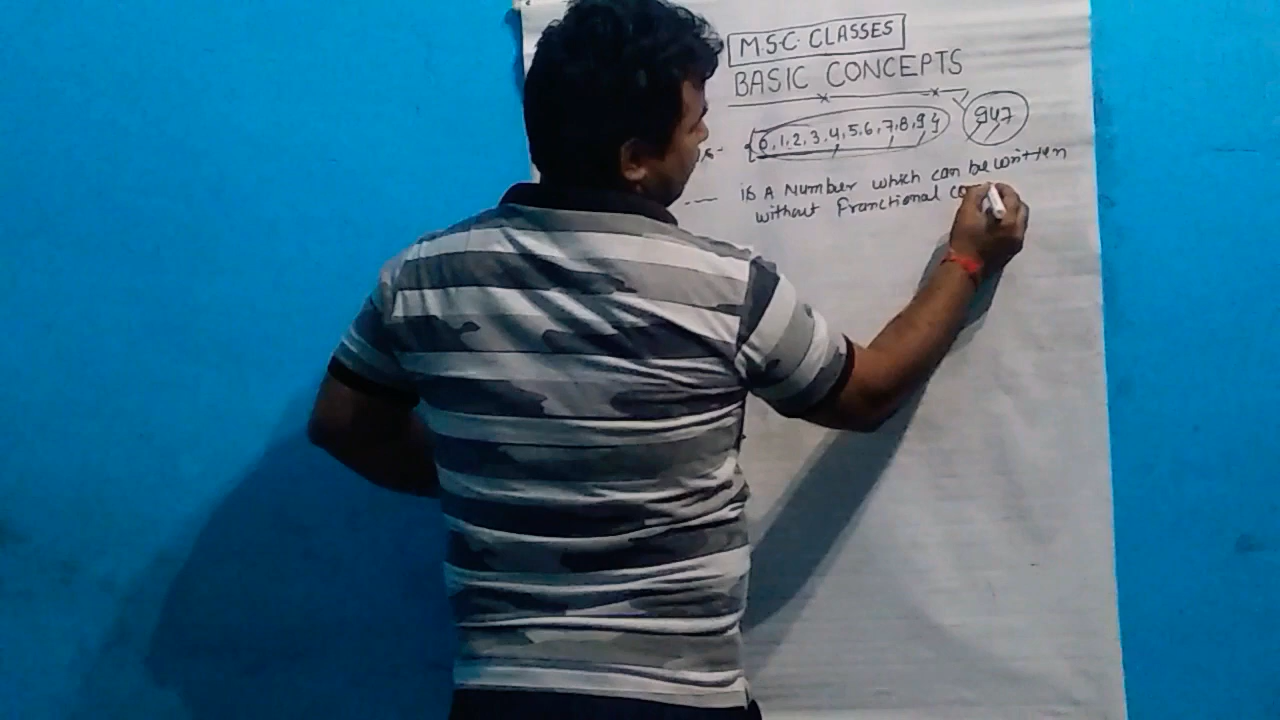 M.S.C. CLASSES
BASIC CONCEPTS
{0,1,2,3,4,5,6,7,8,9} 947
is A Number which can be written
without Franctional